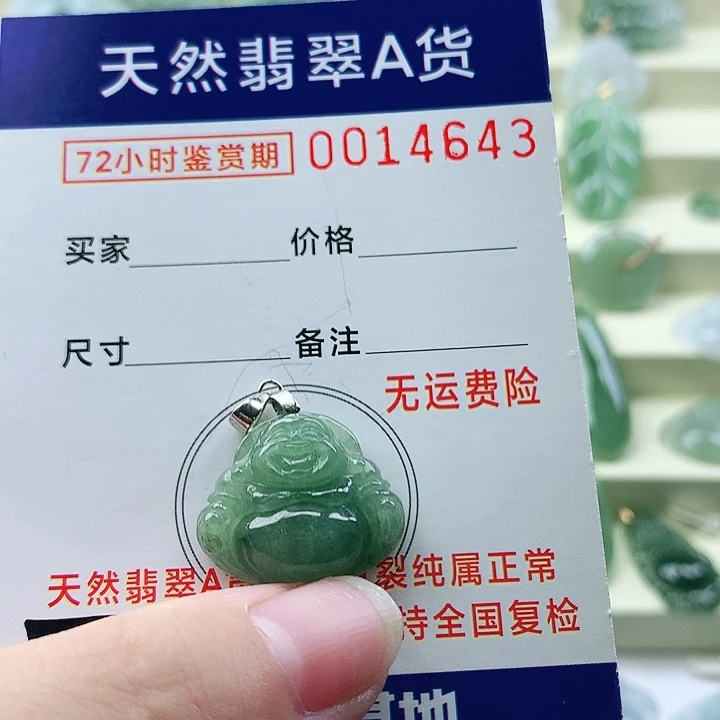 天然翡翠A货
72小时鉴赏期 0014643
买家 价格
尺寸 备注
无运费险
天然翡翠A 裂纯属正常
持全国复检
基地